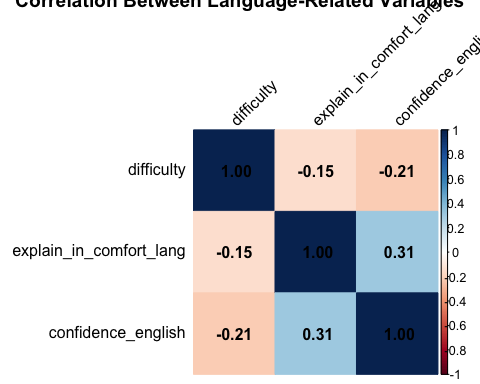 Correlation Between Language-Related Variables
difficulty
explain_in_comfort_lang
confidence_engli
difficulty 1.00 -0.15 -0.21
explain_in_comfort_lang -0.15 1.00 0.31
confidence_english -0.21 0.31 1.00
1
0.8
0.6
0.4
0.2
0
-0.2
-0.4
-0.6
-0.8
-1